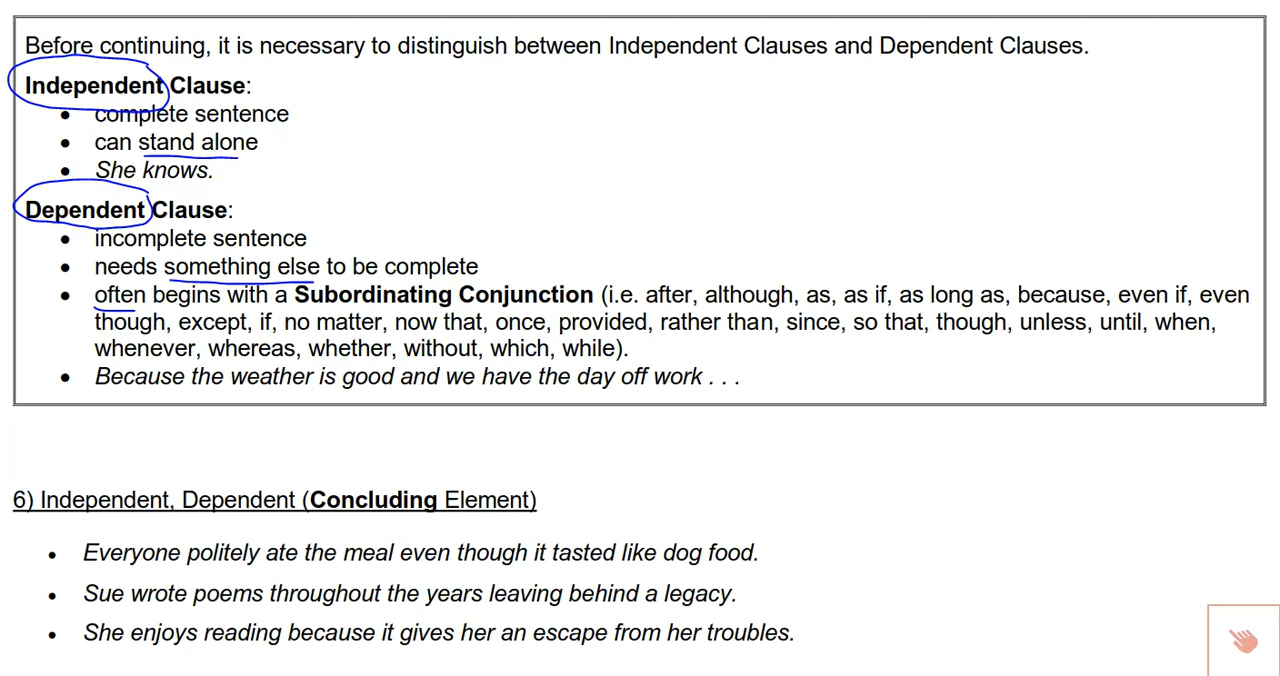 Before continuing, it is necessary to distinguish between Independent Clauses and Dependent Clauses.
Independent Clause:
• complete sentence
• can stand alone
• She knows.
Dependent Clause:
• incomplete sentence
• needs something else to be complete
• often begins with a Subordinating Conjunction (i.e. after, although, as, as if, as long as, because, even if, even
though, except, if, no matter, now that, once, provided, rather than, since, so that, though, unless, until, when,
whenever, whereas, whether, without, which, while).
• Because the weather is good and we have the day off work . . .
6) Independent, Dependent (Concluding Element)
• Everyone politely ate the meal even though it tasted like dog food.
• Sue wrote poems throughout the years leaving behind a legacy.
• She enjoys reading because it gives her an escape from her troubles.